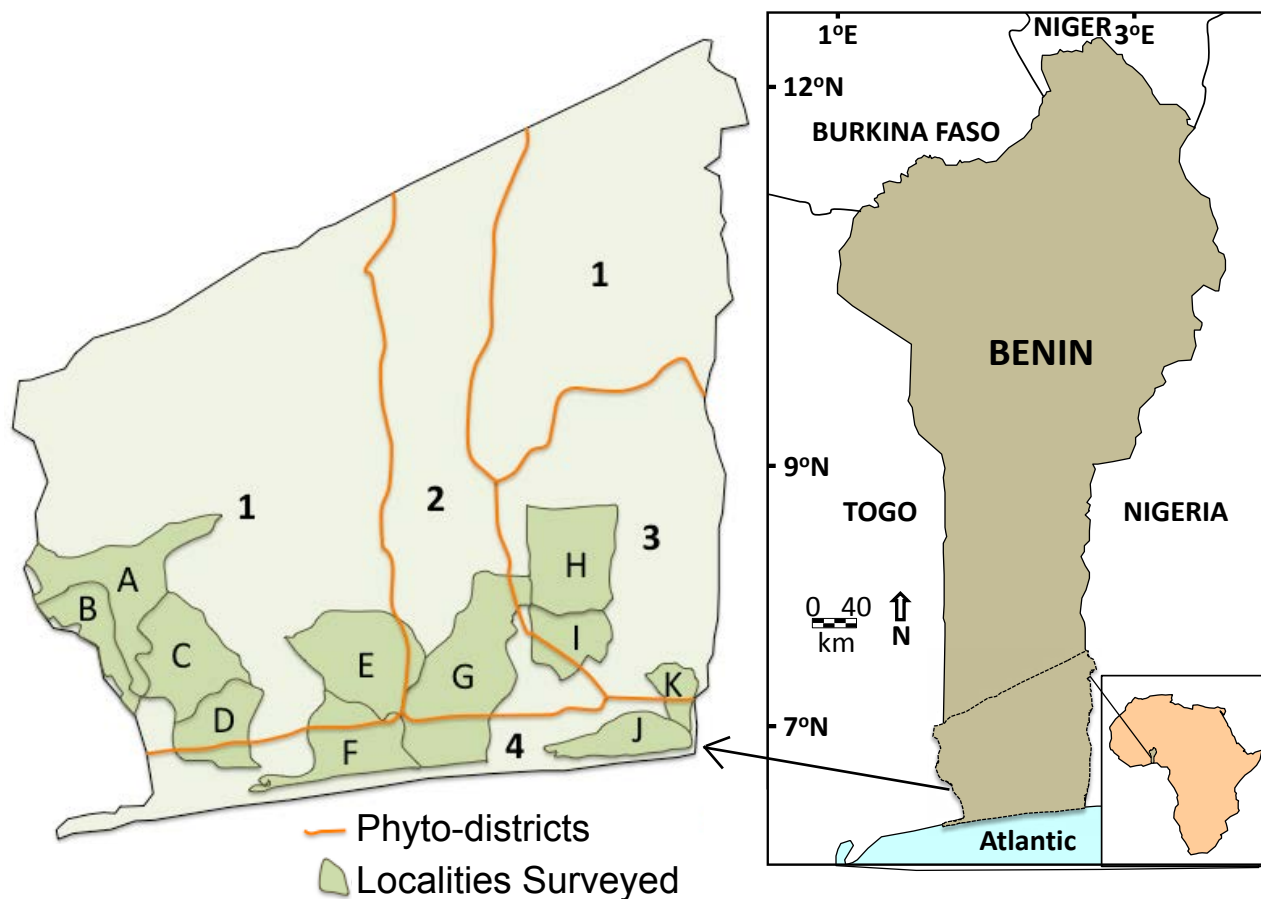 1
1
2
3
4
A
B
C
D
E
F
G
H
I
J
K
Phyto-districts
Localities Surveyed
1°E
3°E
NIGER
12°N
BURKINA FASO
BENIN
9°N
TOGO
NIGERIA
0 40
km
N
7°N
Atlantic